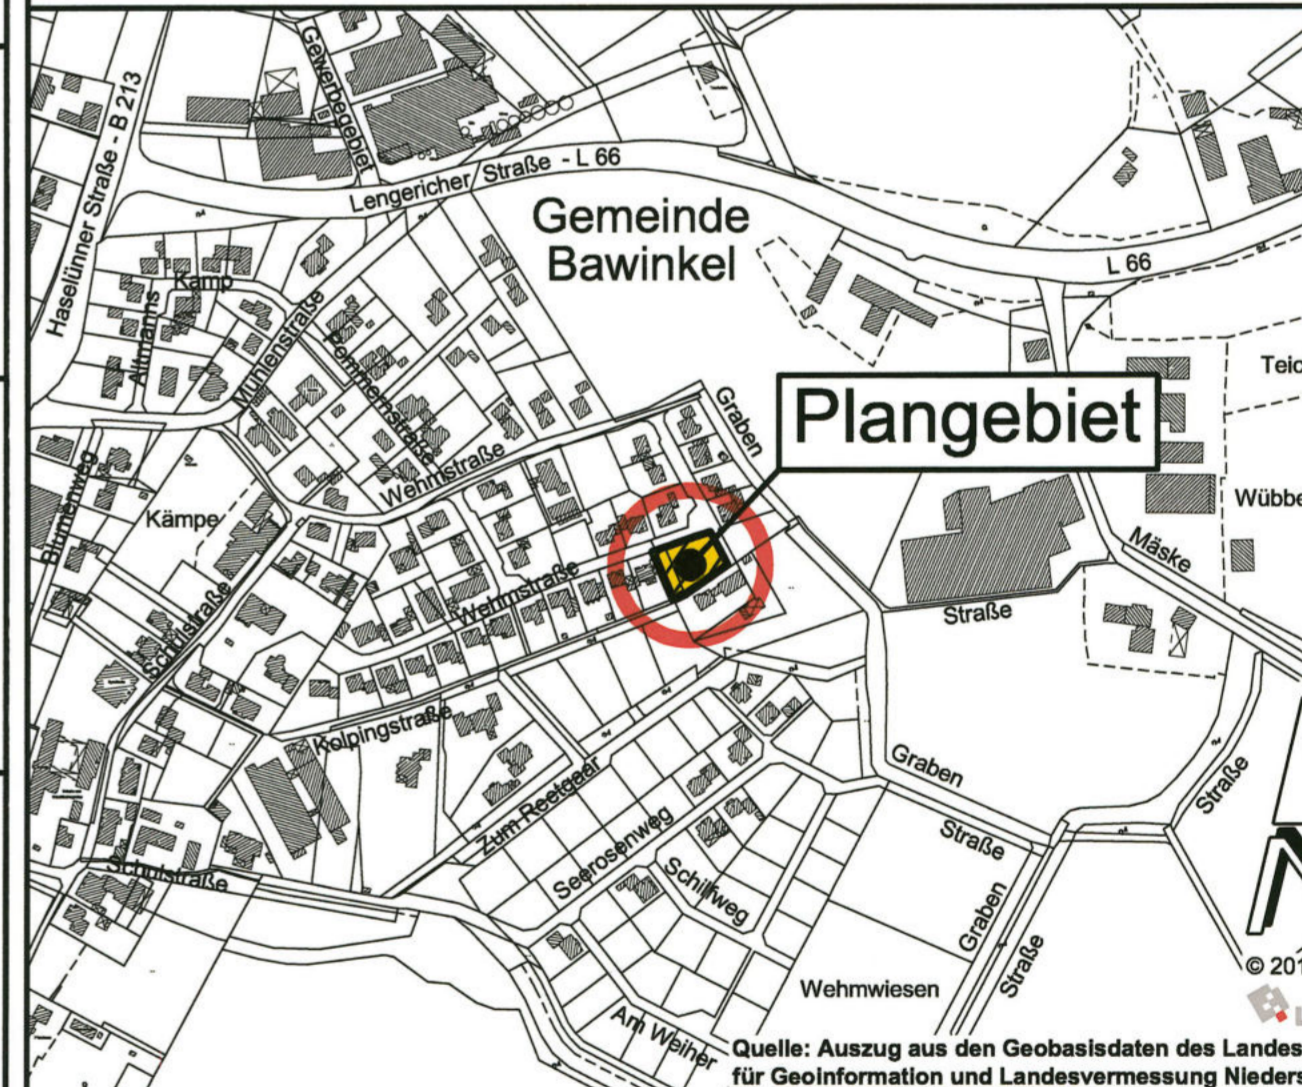 Gewerbegebiet
Haselünner Straße - B 213
Lengericher Straße - L 66
Gemeinde
Bawinkel
L 66
Kamp
Altmanns
Mühlenstraße
Pommernstraße
Teic
Graben
Plangebiet
Wehmstraße
Blumenweg
Kämpe
Wübbe
Mäske
Schulstraße
Wehmstraße
Straße
Kolpingstraße
Graben
Straße
Zum Reetgaar
Seerosenweg
Straße
Schilfweg
Schulstraße
Graben
Straße
N
© 201
Wehmwiesen
Am Weiher
Quelle: Auszug aus den Geobasisdaten des Landes
für Geoinformation und Landesvermessung Nieders